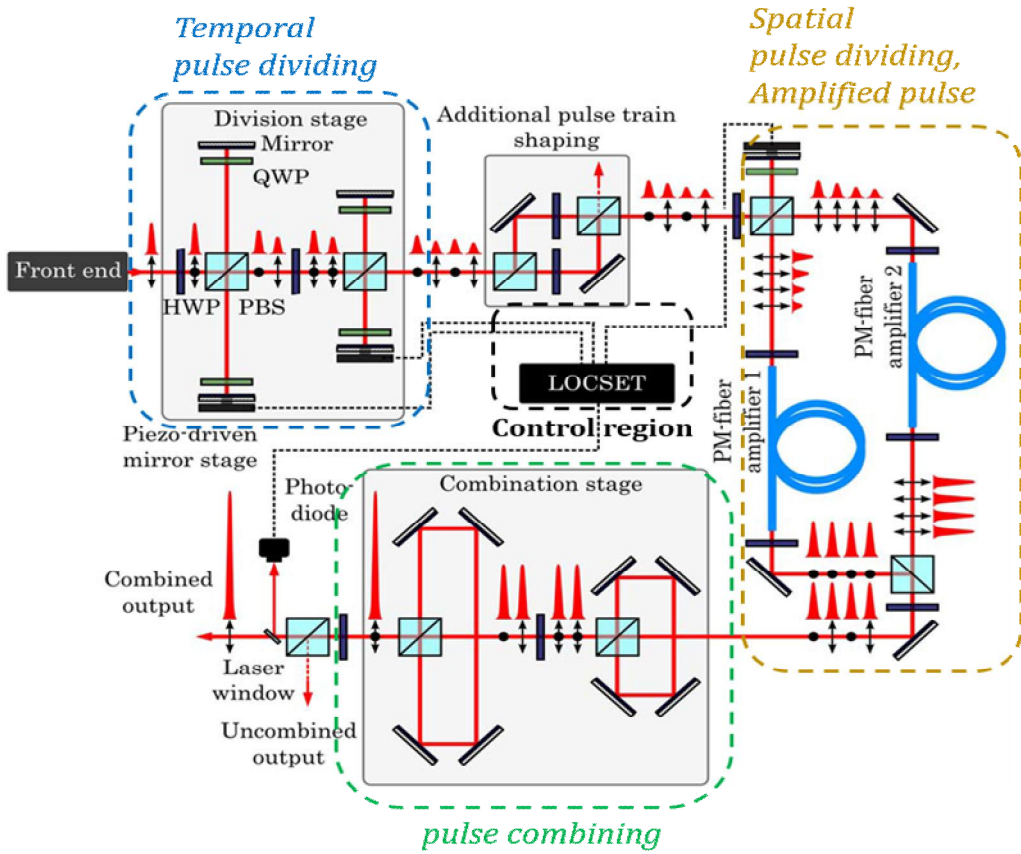 Temporal
pulse dividing
Spatial
pulse dividing,
Amplified pulse
Division stage
Mirror
QWP
Additional pulse train
shaping
Front end
HWP
PBS
LOCSET
Control region
PM-fiber
amplifier 1
PM-fiber
amplifier 2
Piezo-driven
mirror stage
Photo-
diode
Combination stage
Combined
output
Laser
window
Uncombined
output
pulse combining